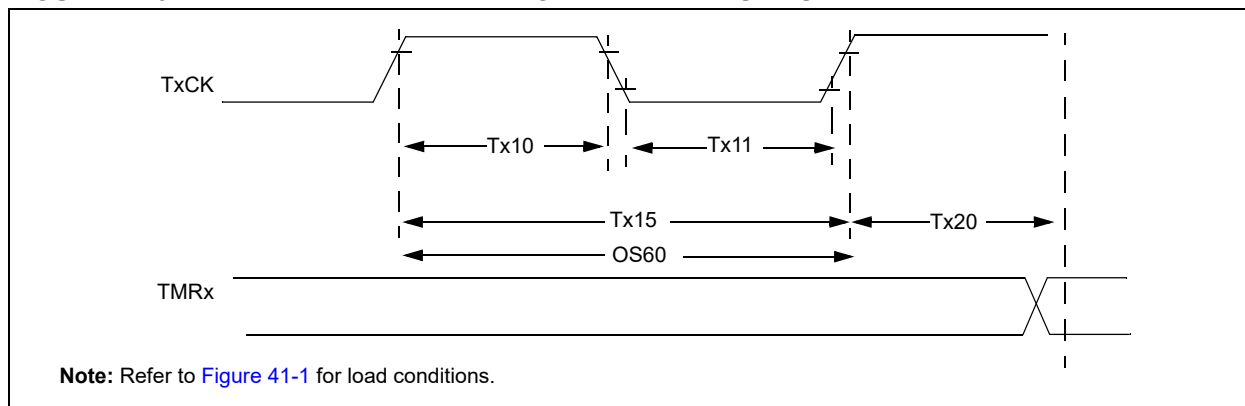 TxCK
Tx10
Tx11
Tx15
Tx20
OS60
TMRx
Note: Refer to Figure 41-1 for load conditions.